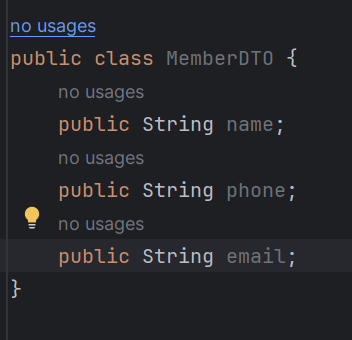 no usages
public class MemberDTO {
no usages
public String name;
no usages
public String phone;
no usages
public String email;
}